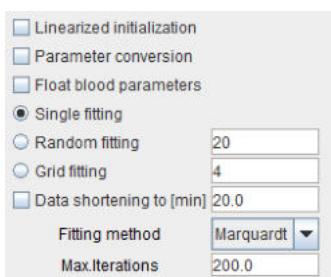 Linearized initialization
Parameter conversion
Float blood parameters
Single fitting
Random fitting 20
Grid fitting 4
Data shortening to [min] 20.0
Fitting method Marquardt
Max.Iterations 200.0